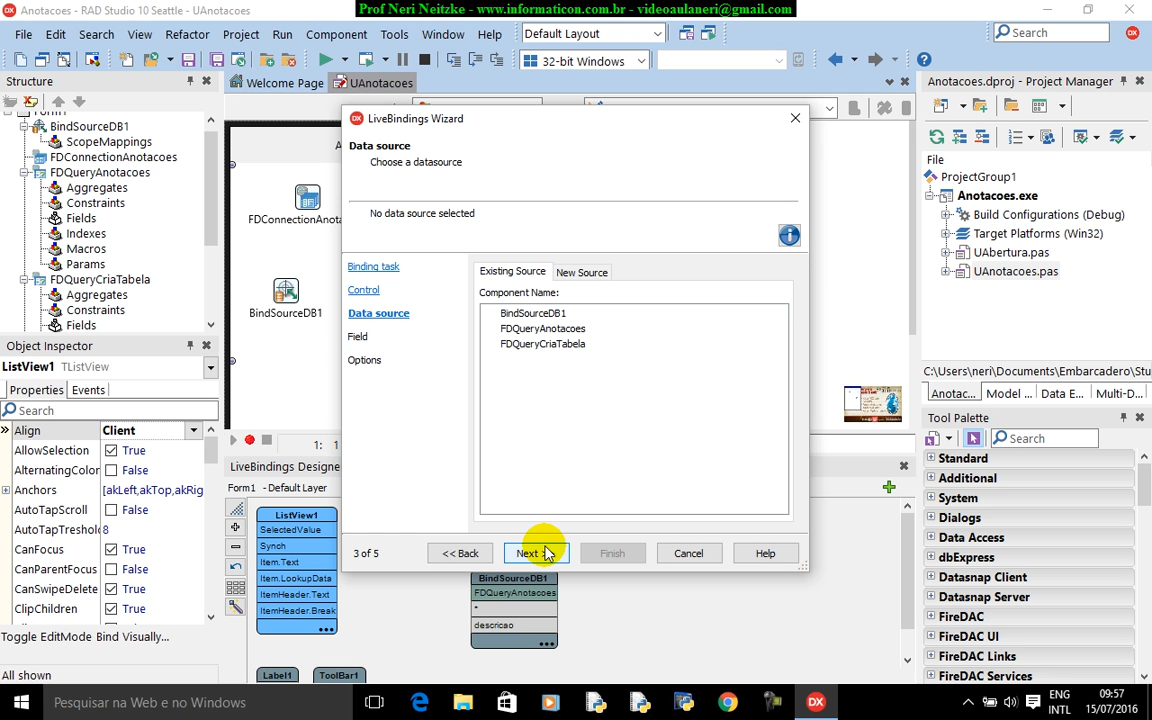 Anotacoes - RAD Studio 10 Seattle - UAnotacoes
Prof Neri Neitzke - www.informaticon.com.br - videoaulaneri@gmail.com
File Edit Search View Refactor Project Run Component Tools Window Help
Default Layout
Search
32-bit Windows
Structure
Welcome Page
UAnotacoes
Anotacoes.dproj - Project Manager
BindSourceDB1
ScopeMappings
FDConnectionAnotacoes
FDQueryAnotacoes
Aggregates
Constraints
Fields
Indexes
Macros
Params
FDQueryCriaTabela
Aggregates
Constraints
Fields
FDConnectionAnota
BindSourceDB1
LiveBindings Wizard
Data source
Choose a datasource
No data source selected
Binding task
Control
Data source
Field
Options
Existing Source
New Source
Component Name:
BindSourceDB1
FDQueryAnotacoes
FDQueryCriaTabela
3 of 5
<< Back
Next >
Finish
Cancel
Help
File
ProjectGroup1
Anotacoes.exe
Build Configurations (Debug)
Target Platforms (Win32)
UAbertura.pas
UAnotacoes.pas
C:\Users\neri\Documents\Embarcadero\Stu
Anotac...
Model ...
Data E...
Multi-D...
Object Inspector
ListView1 TListView
Properties
Events
Search
Align Client
AllowSelection True
AlternatingColor False
Anchors [akLeft,akTop,akRig
AutoTapScroll False
AutoTapTreshold 8
CanFocus True
CanParentFocus False
CanSwipeDelete True
ClipChildren True
Toggle EditMode Bind Visually...
All shown
1: 1
LiveBindings Designe
Form1 - Default Layer
ListView1
SelectedValue
Synch
Item.Text
Item.LookupData
ItemHeader.Text
ItemHeader.Break
BindSourceDB1
FDQueryAnotacoes
*
descricao
Label1
ToolBar1
Tool Palette
Search
Standard
Additional
System
Dialogs
Data Access
dbExpress
Datasnap Client
Datasnap Server
FireDAC
FireDAC UI
FireDAC Links
FireDAC Services
Pesquisar na Web e no Windows
ENG
INTL
09:57
15/07/2016